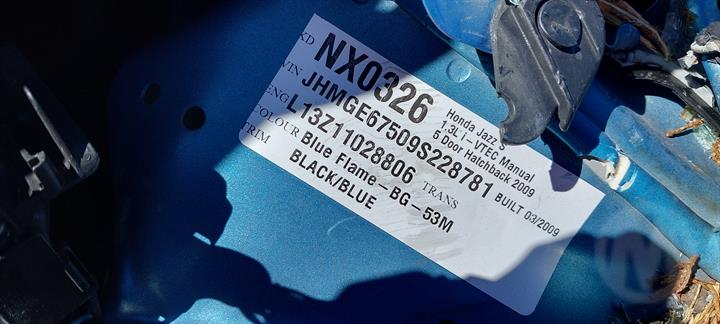 KD
NX0326
Honda Jazz S
1.3L i-VTEC Manual
5 Door Hatchback 2009
VIN JHMGE67509S228781 BUILT 03/2009
ENG L13Z11028806 TRANS
COLOUR Blue Flame-BG-53M
TRIM BLACK/BLUE